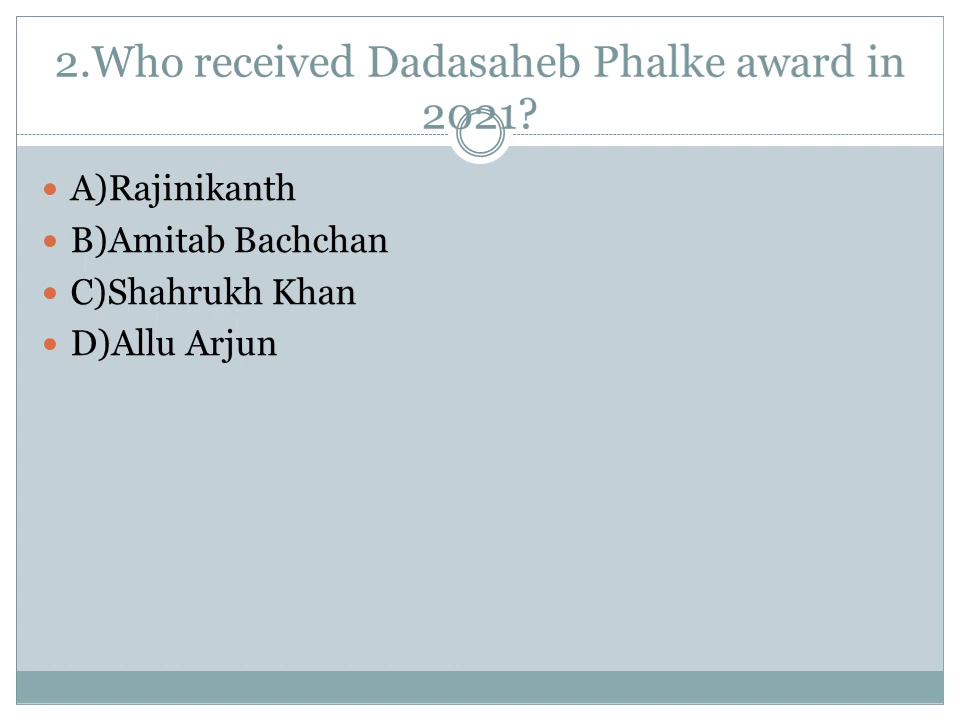 2.Who received Dadasaheb Phalke award in
2021?
A)Rajinikanth
B)Amitab Bachchan
C)Shahrukh Khan
D)Allu Arjun